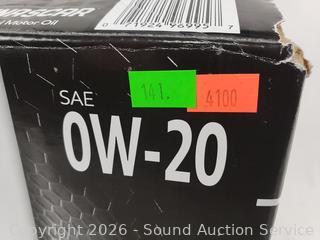 Motor Oil
SAE
141.
4100
0W-20
Copyright 2026 - Sound Auction Service